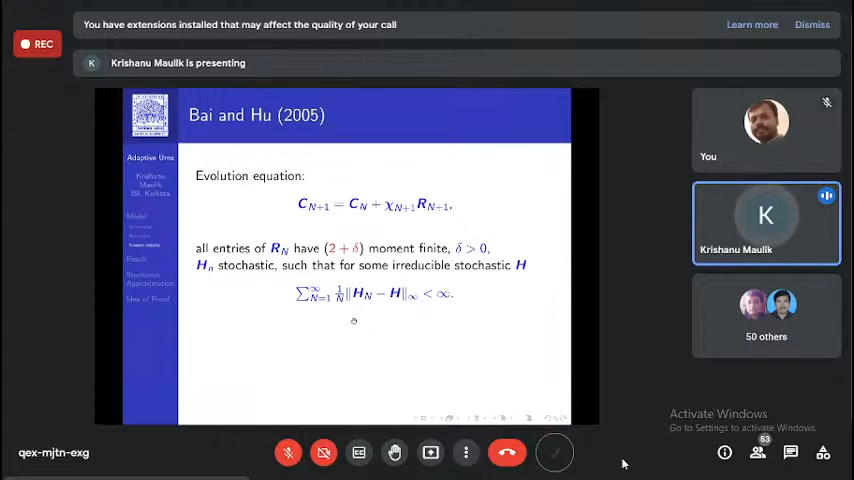 You have extensions installed that may affect the quality of your call
Learn more
Dismiss
REC
K
Krishanu Maulik is presenting
Bai and Hu (2005)
Adaptive Urns
Krishanu
Maulik
ISI, Kolkata
Model
Known results
Result
Stochastic
Approximation
Idea of Proof
Evolution equation:
C_{N+1} = C_N + χ_{N+1} R_{N+1},
all entries of R_N have (2 + δ) moment finite, δ > 0,
H_n stochastic, such that for some irreducible stochastic H
∑_{N=1}^∞ 1/N ‖H_N − H‖_∞ < ∞.
You
K
Krishanu Maulik
50 others
Activate Windows
Go to Settings to activate Windows.
qex-mjtn-exg
53